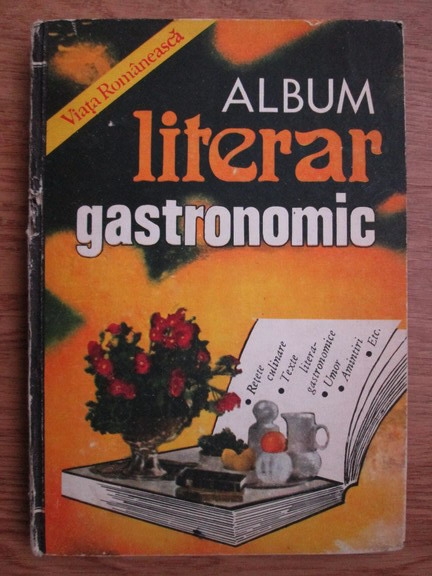 Viața Românească
ALBUM
literar
gastronomic
• Rețete
culinare
• Texte
litera-
gastronomice
• Umor
• Amintiri
• Etc.